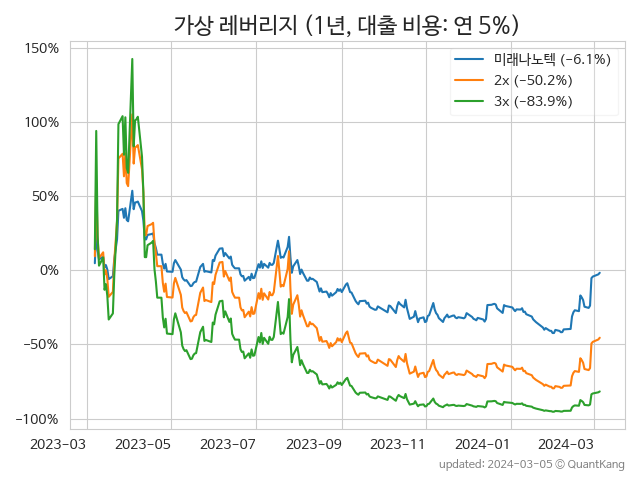 가상 레버리지 (1년, 대출 비용: 연 5%)
150%
100%
50%
0%
−50%
−100%
미래나노텍 (−6.1%)
2x (−50.2%)
3x (−83.9%)
2023-03 2023-05 2023-07 2023-09 2023-11 2024-01 2024-03
updated: 2024-03-05 © QuantKang